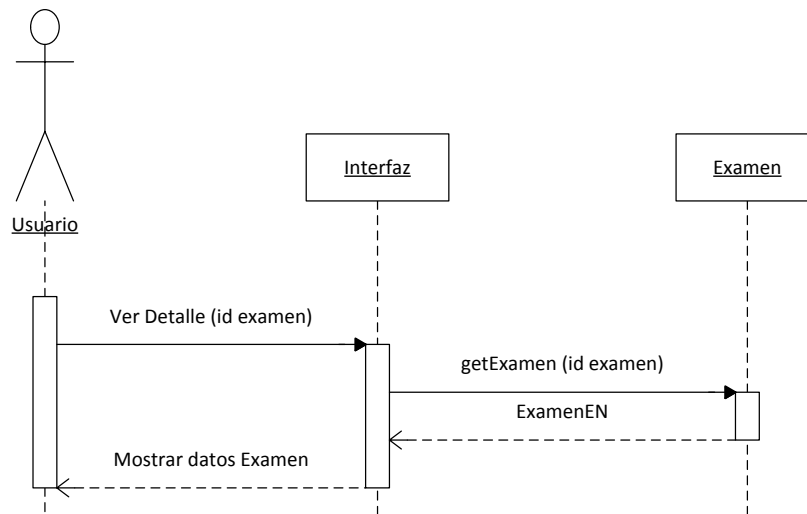 Interfaz
Examen
Usuario
Ver Detalle (id examen)
getExamen (id examen)
ExamenEN
Mostrar datos Examen